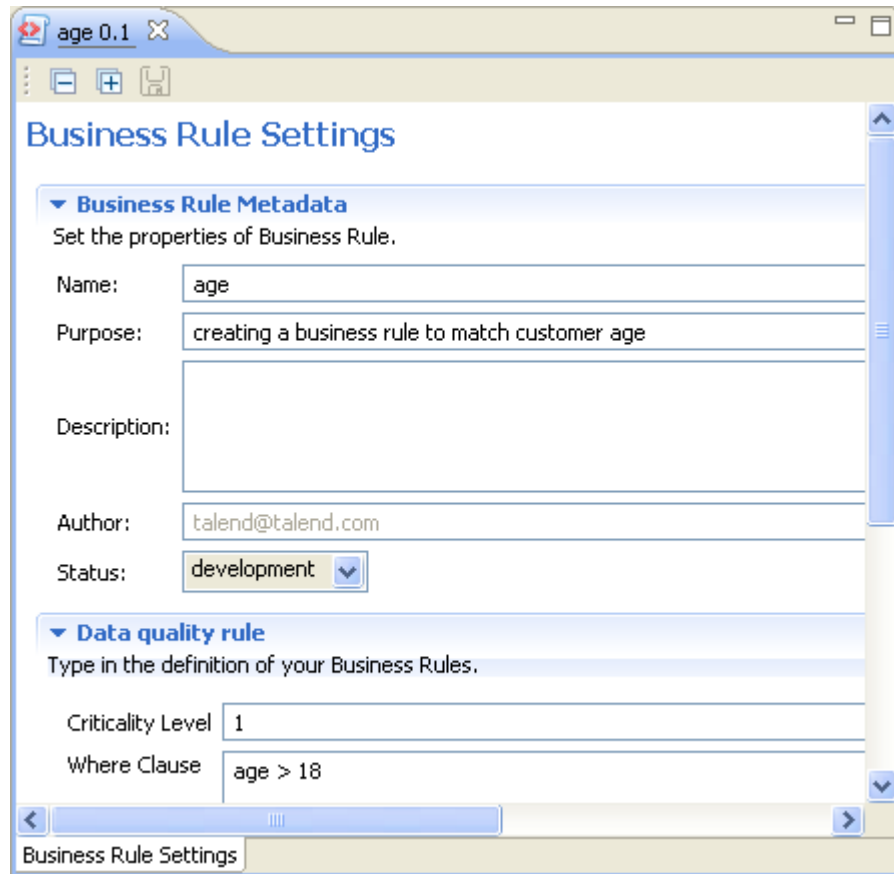 age 0.1
Business Rule Settings
Business Rule Metadata
Set the properties of Business Rule.
Name: age
Purpose: creating a business rule to match customer age
Description:
Author: talend@talend.com
Status: development
Data quality rule
Type in the definition of your Business Rules.
Criticality Level 1
Where Clause age > 18
Business Rule Settings